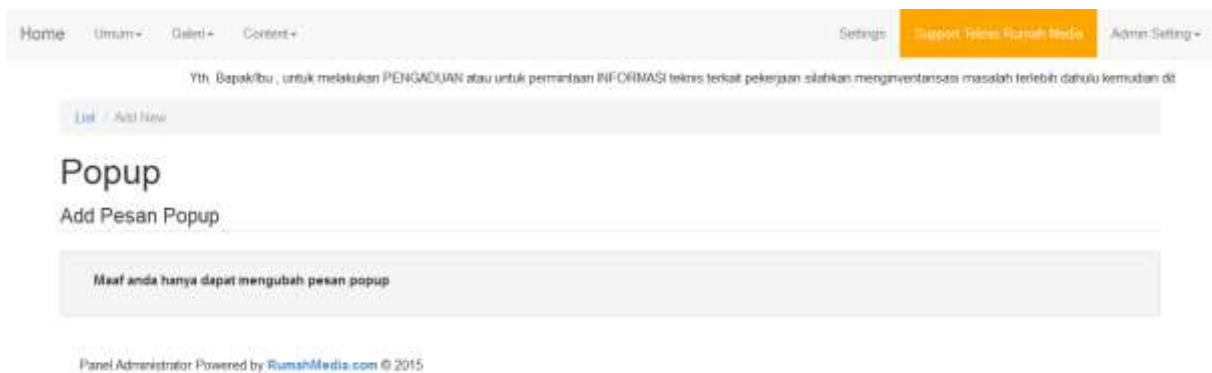 Home Umum Galeri Content Settings Support Teknis Rumah Media Admin Setting
Yth. Bapak/Ibu , untuk melakukan PENGADUAN atau untuk permintaan INFORMASI teknis terkait pekerjaan silahkan menginventarisasi masalah terlebih dahulu kemudian dit
List / Add New
Popup
Add Pesan Popup
Maaf anda hanya dapat mengubah pesan popup
Panel Administrator Powered by RumahMedia.com © 2015